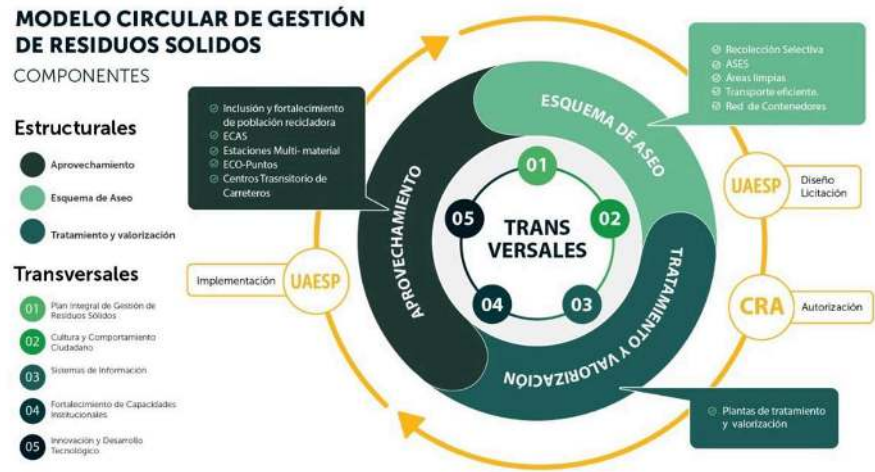 MODELO CIRCULAR DE GESTIÓN
DE RESIDUOS SOLIDOS
COMPONENTES
Estructurales
Aprovechamiento
Esquema de Aseo
Tratamiento y valorización
Transversales
01 Plan Integral de Gestión de
Residuos Sólidos
02 Cultura y Comportamiento
Ciudadano
03 Sistemas de Información
04 Fortalecimiento de Capacidades
Institucionales
05 Innovación y Desarrollo
Tecnológico
Inclusión y fortalecimiento
de población recicladora
ECAS
Estaciones Multi- material
ECO-Puntos
Centros Trasnsitorio de
Carreteros
Implementación
UAESP
APROVECHAMIENTO
ESQUEMA DE ASEO
TRATAMIENTO Y VALORIZACIÓN
01
02
03
04
05
TRANS
VERSALES
Recolección Selectiva
ASES
Áreas limpias
Transporte eficiente.
Red de Contenedores
UAESP
Diseño
Licitación
CRA
Autorización
Plantas de tratamiento
y valorización